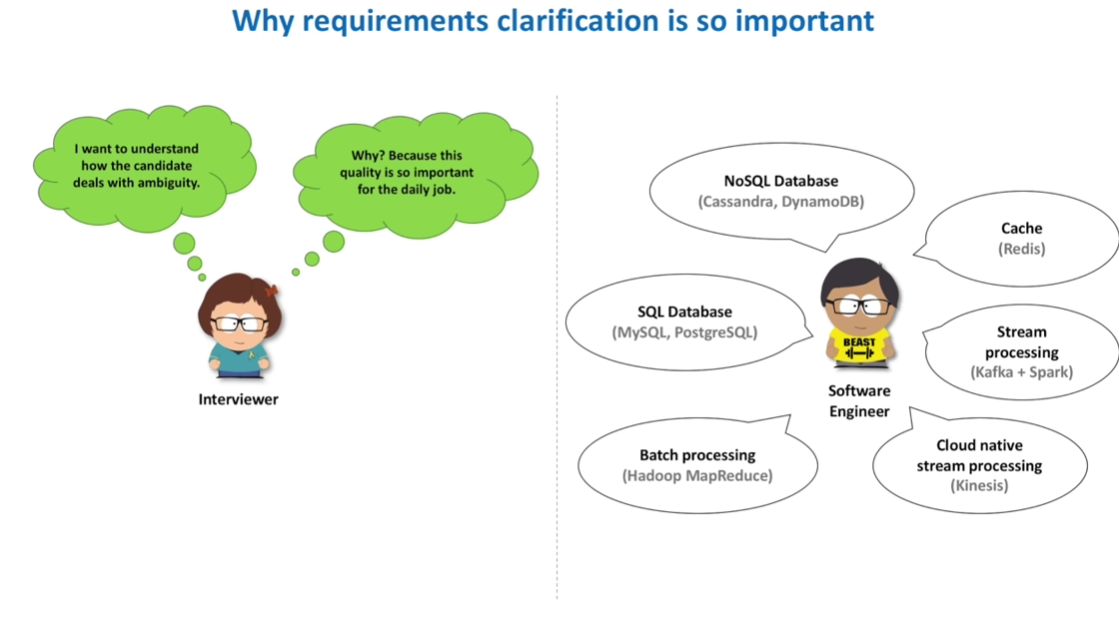 Why requirements clarification is so important
I want to understand
how the candidate
deals with ambiguity.
Why? Because this
quality is so important
for the daily job.
Interviewer
NoSQL Database
(Cassandra, DynamoDB)
Cache
(Redis)
SQL Database
(MySQL, PostgreSQL)
BEAST
Stream
processing
(Kafka + Spark)
Software
Engineer
Batch processing
(Hadoop MapReduce)
Cloud native
stream processing
(Kinesis)